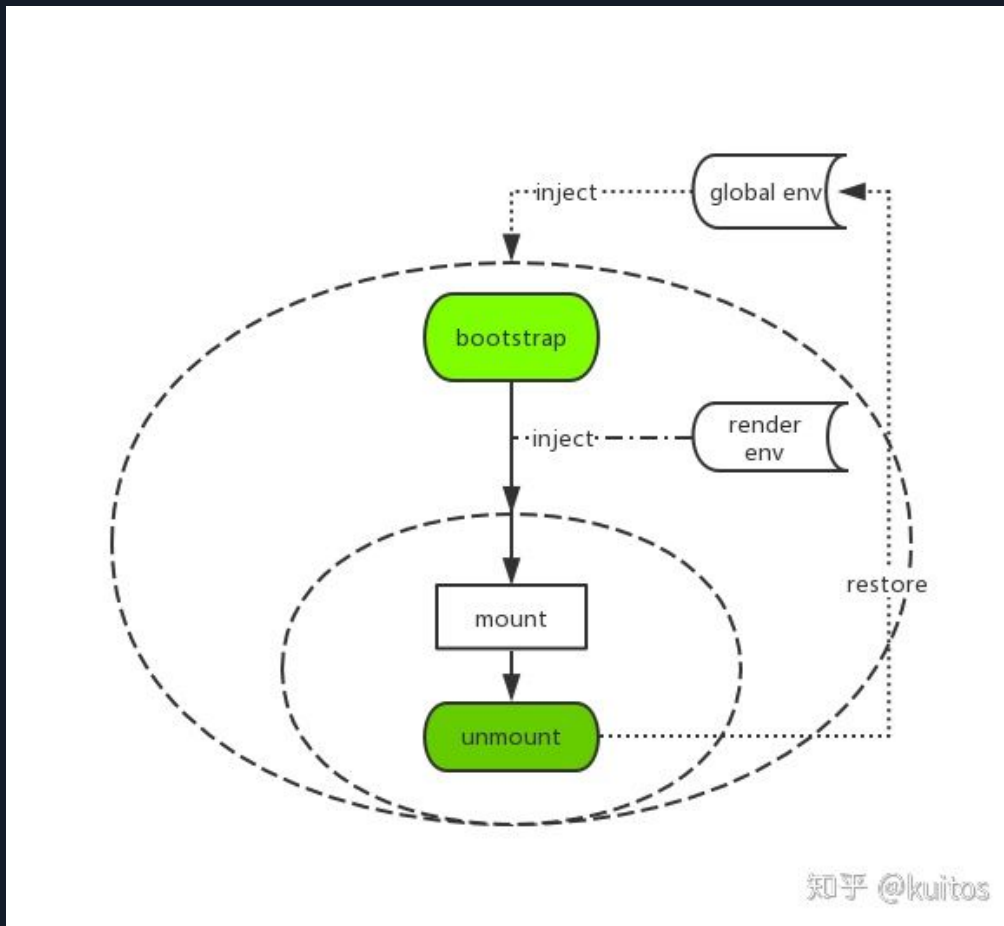 inject
global env
bootstrap
inject
render
env
restore
mount
unmount
知乎 @kuitos